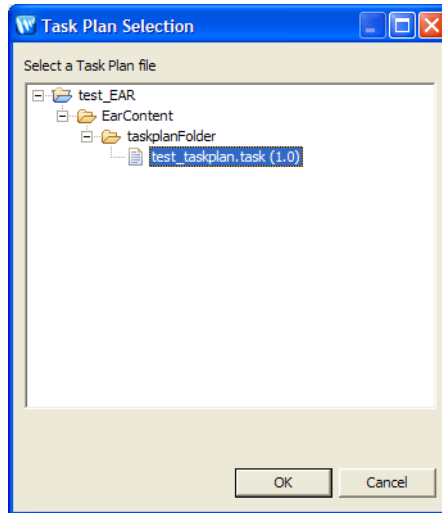 Task Plan Selection
Select a Task Plan file
test_EAR
EarContent
taskplanFolder
test_taskplan.task (1.0)
OK Cancel